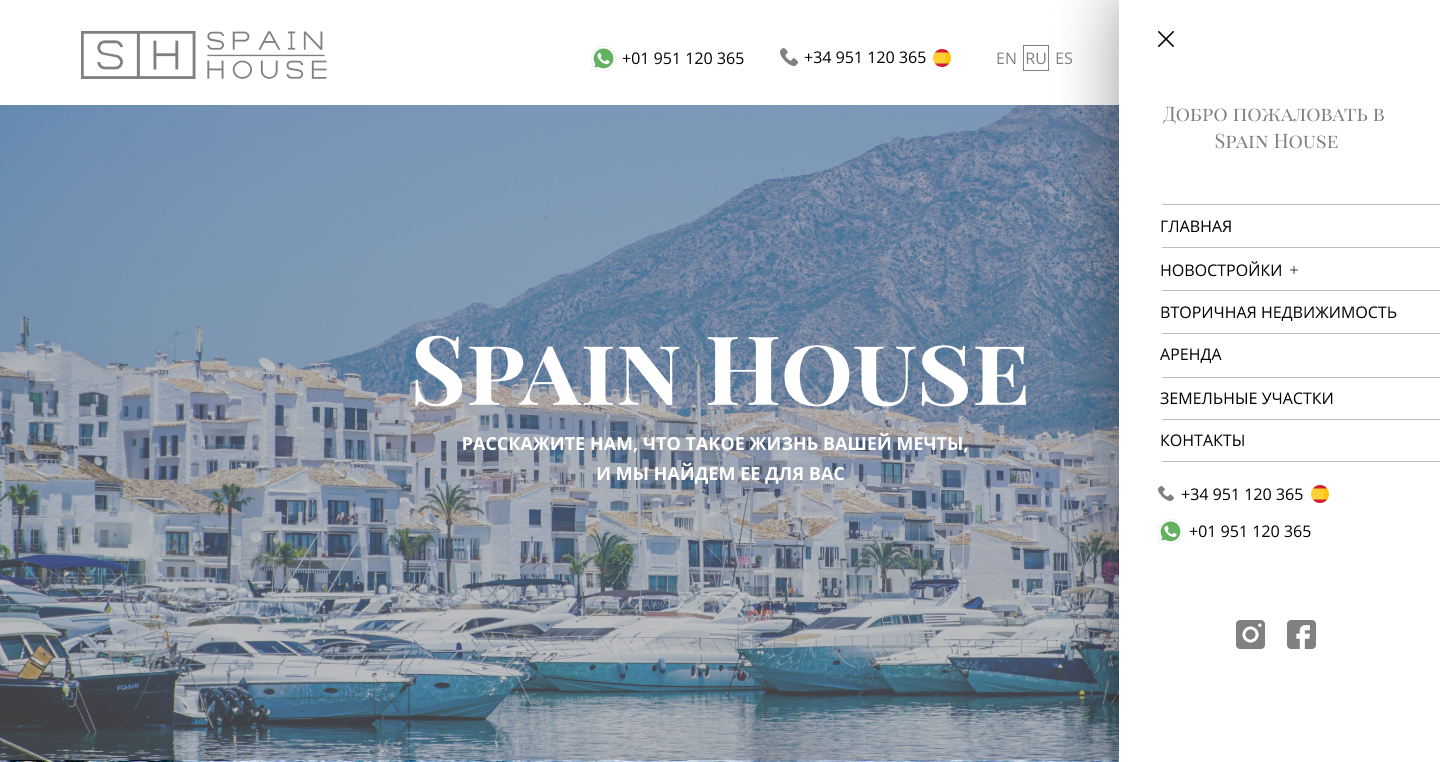 SH SPAIN
HOUSE
+01 951 120 365
+34 951 120 365
EN RU ES
Spain House
РАССКАЖИТЕ НАМ, ЧТО ТАКОЕ ЖИЗНЬ ВАШЕЙ МЕЧТЫ,
И МЫ НАЙДЕМ ЕЕ ДЛЯ ВАС
Добро пожаловать в
Spain House
ГЛАВНАЯ
НОВОСТРОЙКИ +
ВТОРИЧНАЯ НЕДВИЖИМОСТЬ
АРЕНДА
ЗЕМЕЛЬНЫЕ УЧАСТКИ
КОНТАКТЫ
+34 951 120 365
+01 951 120 365